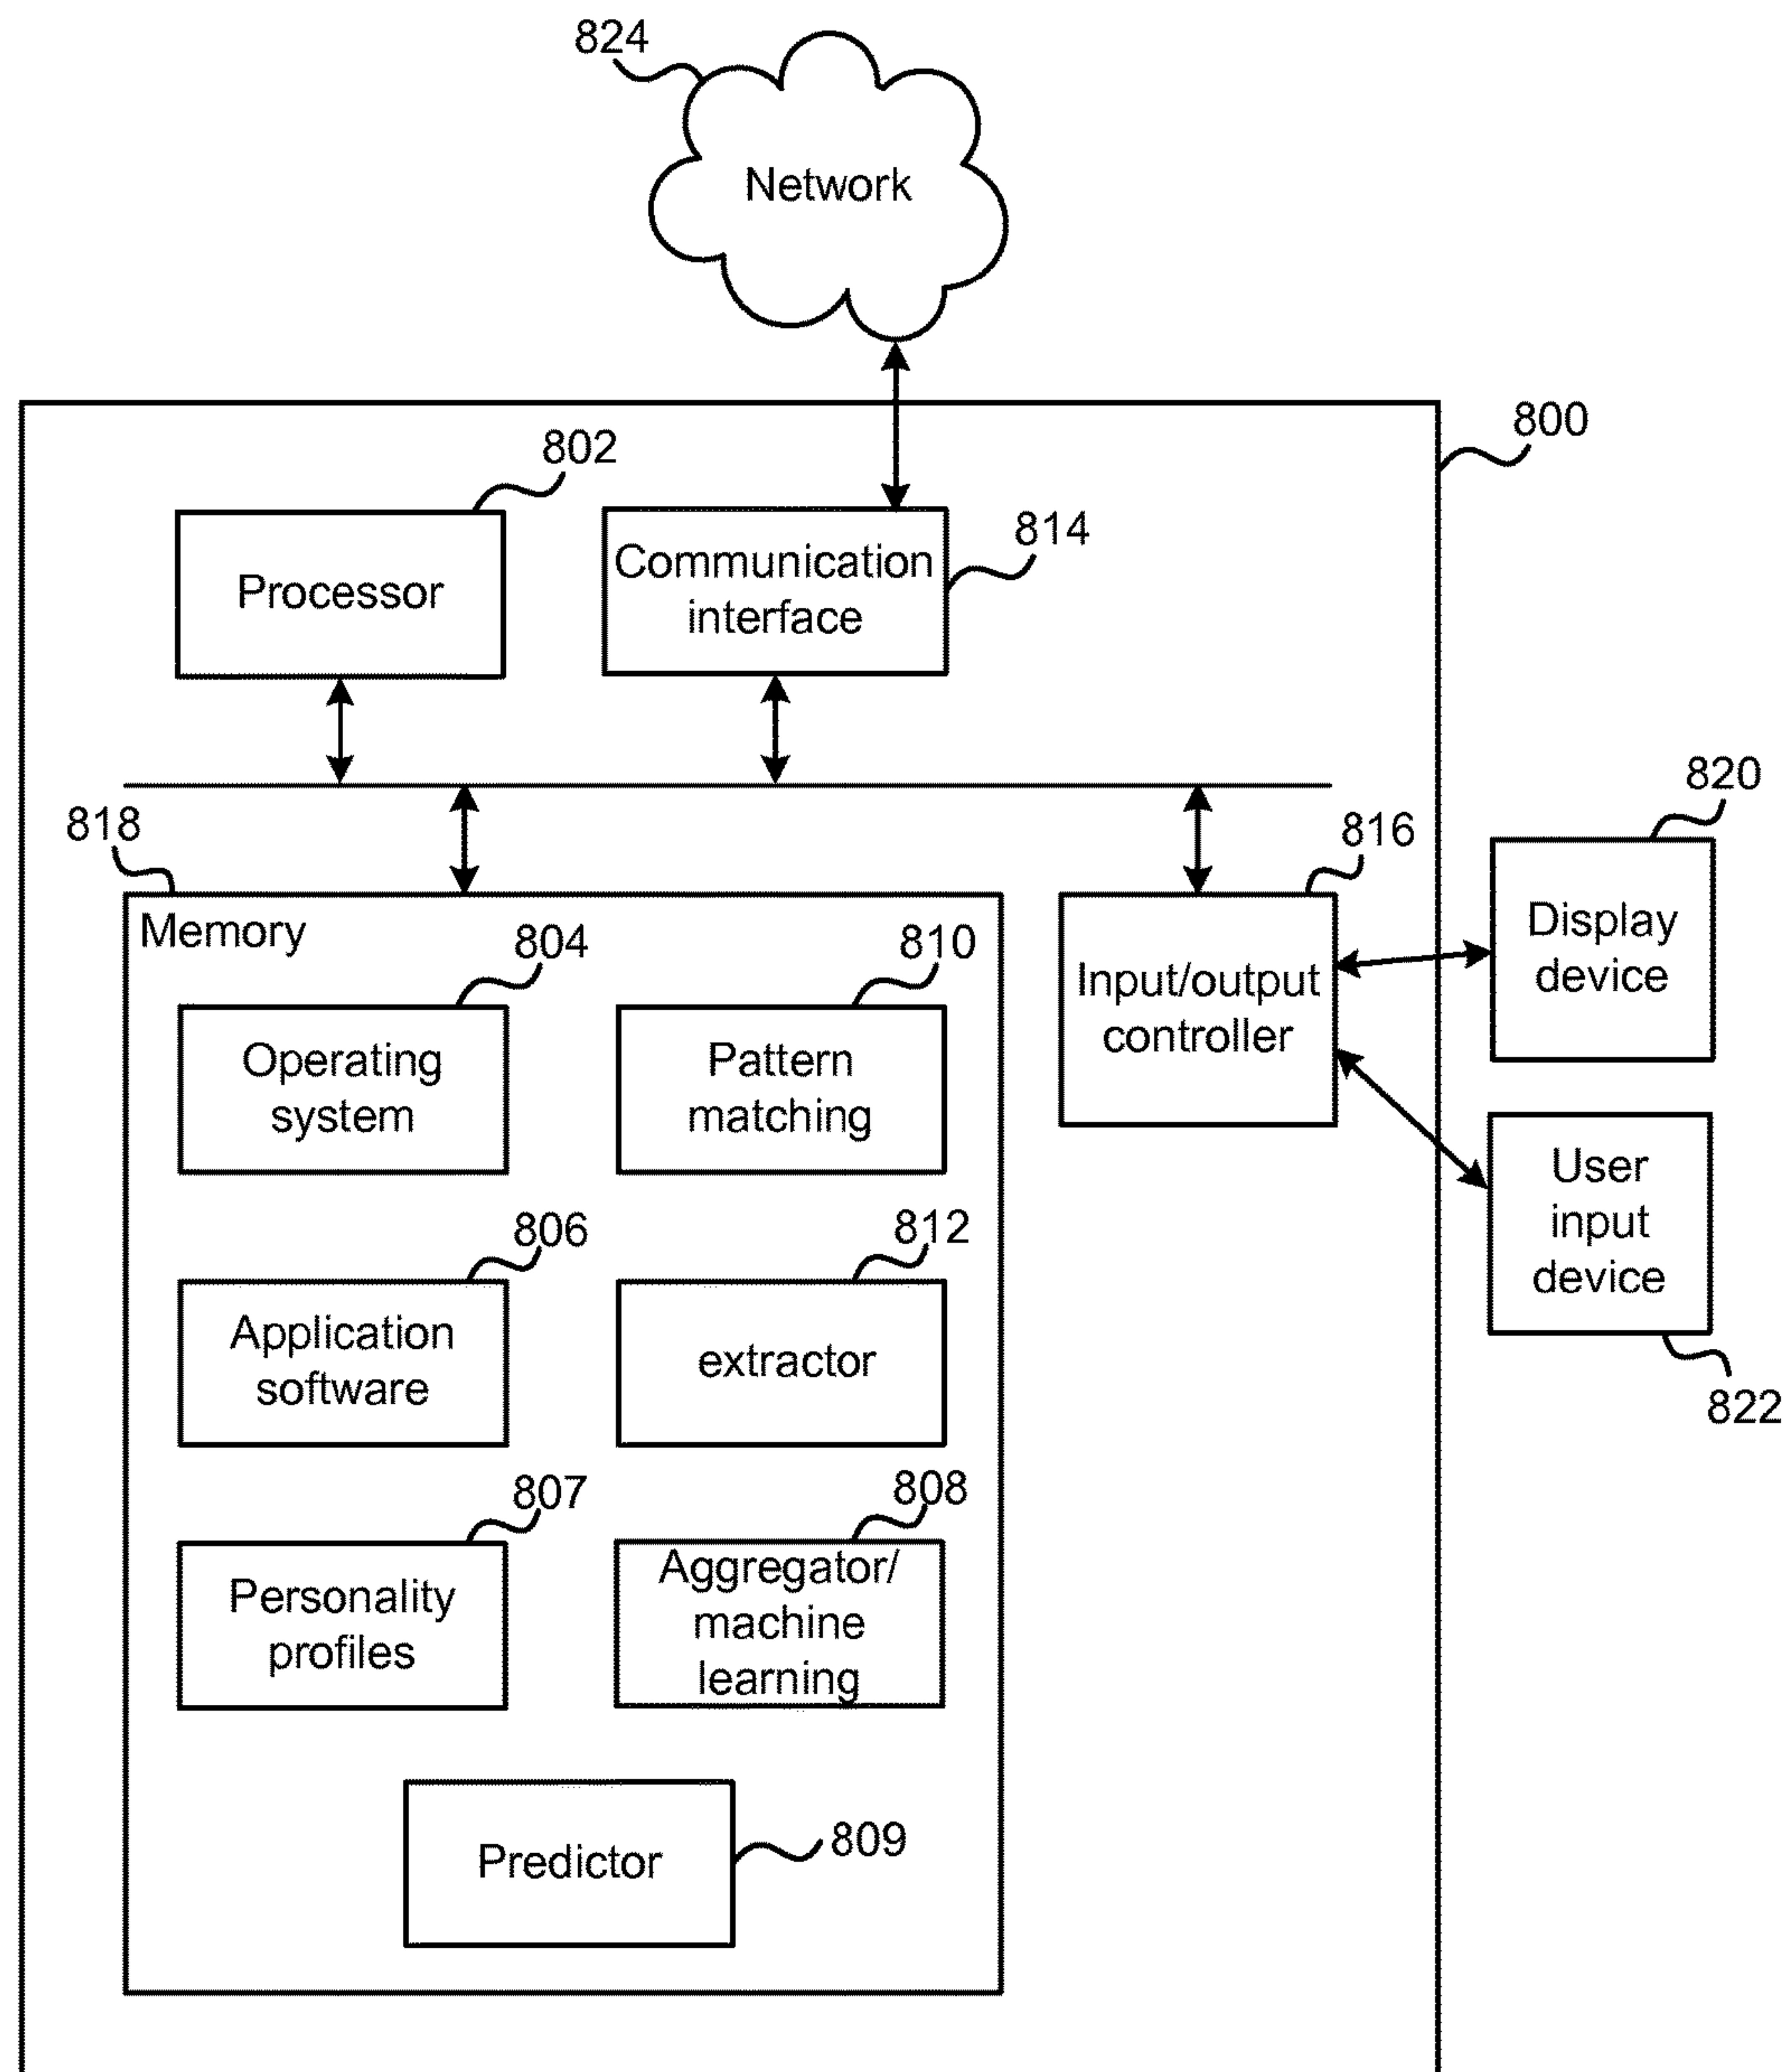 824
Network
800
802
814
Processor
Communication
interface
818
816
820
Memory
804
810
Display
device
Input/output
controller
Operating
system
Pattern
matching
User
input
device
822
806
812
Application
software
extractor
807
808
Personality
profiles
Aggregator/
machine
learning
Predictor
809